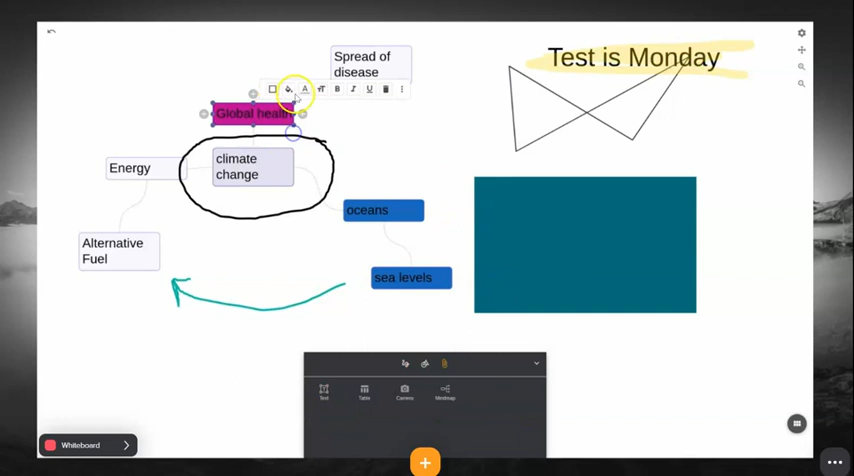 Spread of
disease
Test is Monday
A
T
B
I
U
Global health
climate
change
Energy
oceans
Alternative
Fuel
sea levels
Text
Table
Camera
Mindmap
Whiteboard